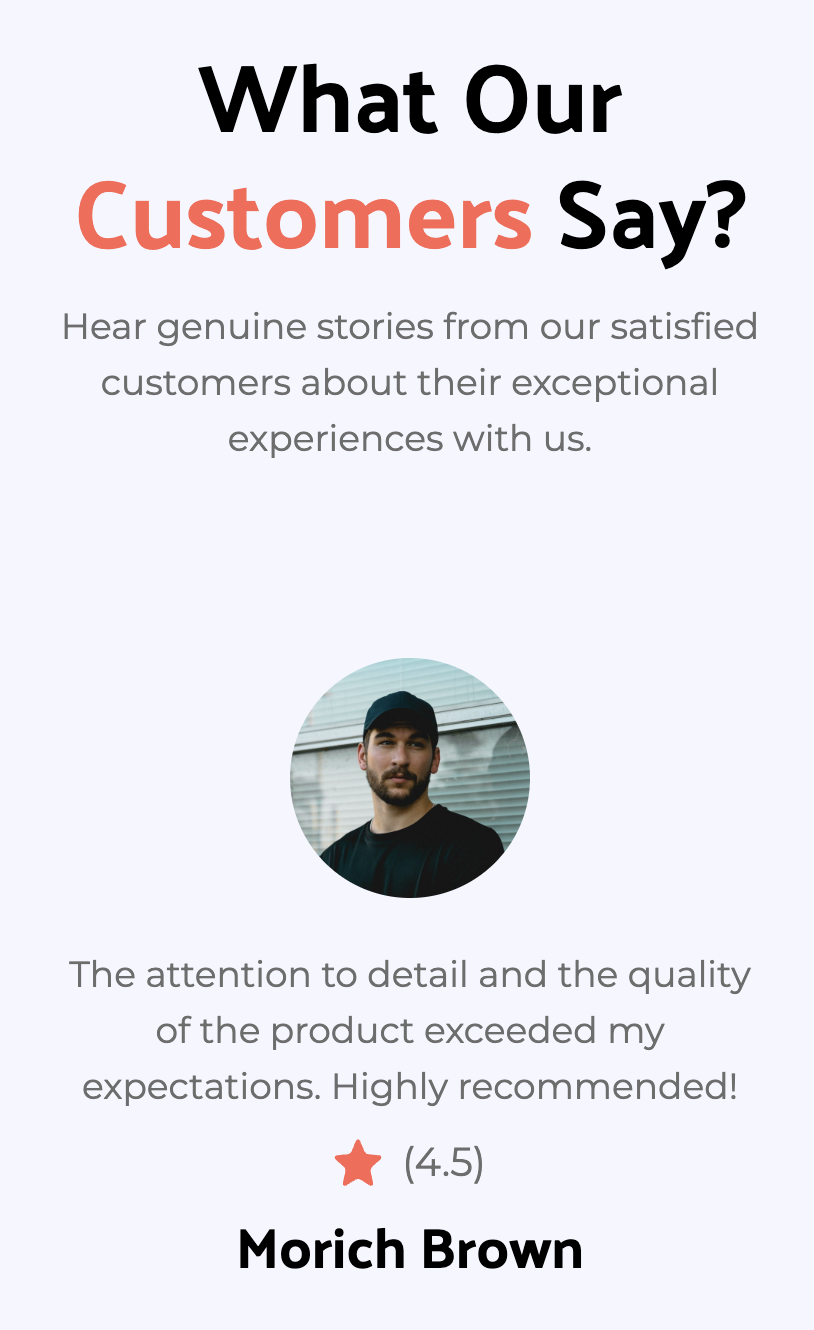 What Our
Customers Say?
Hear genuine stories from our satisfied
customers about their exceptional
experiences with us.
The attention to detail and the quality
of the product exceeded my
expectations. Highly recommended!
(4.5)
Morich Brown